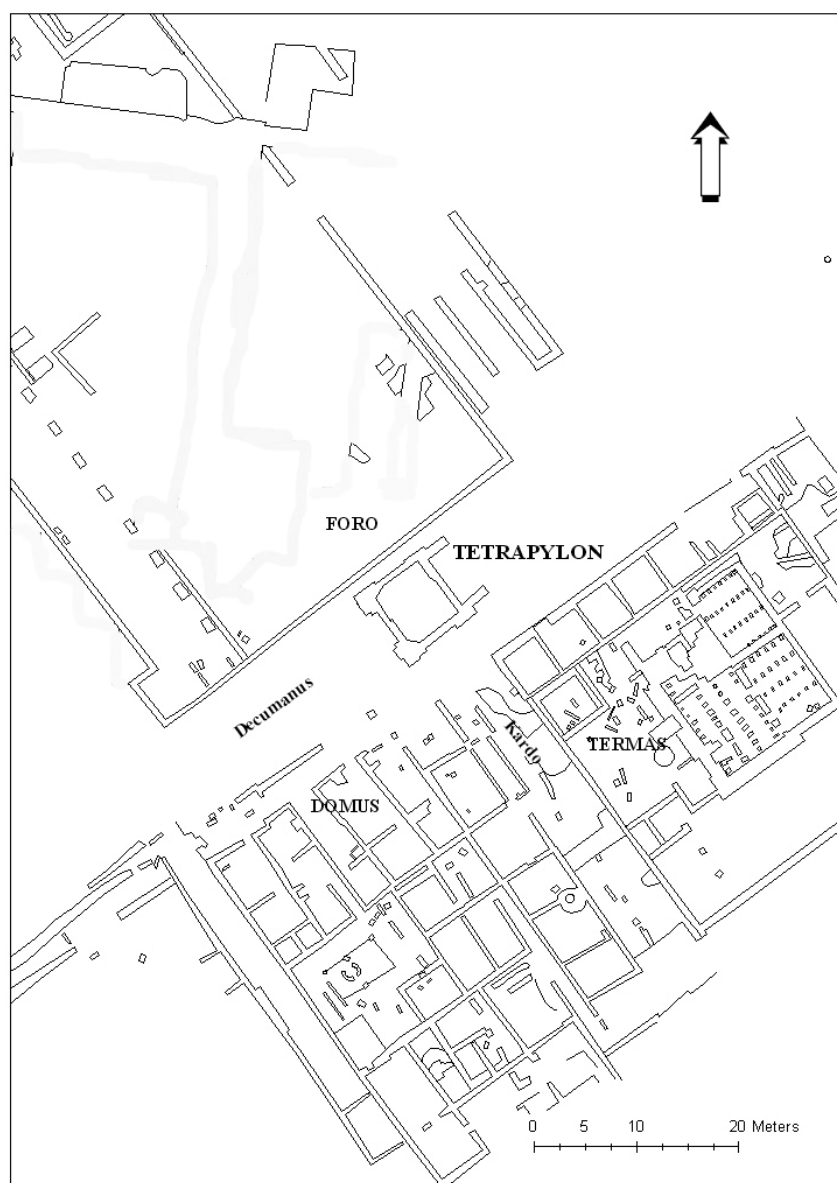 FORO
TETRAPYLON
Decumanus
Kardo
TERMAS
DOMUS
0 5 10 20 Meters